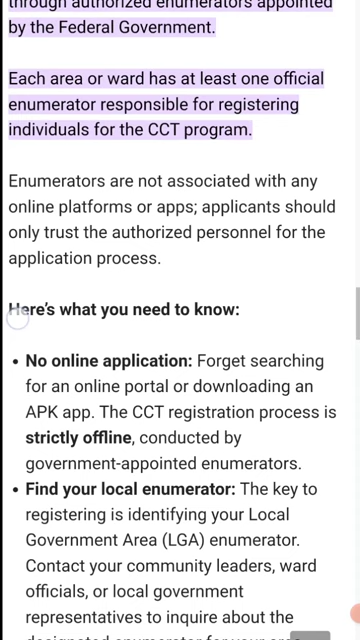 through authorized enumerators appointed
by the Federal Government.
Each area or ward has at least one official
enumerator responsible for registering
individuals for the CCT program.
Enumerators are not associated with any
online platforms or apps; applicants should
only trust the authorized personnel for the
application process.
Here's what you need to know:
• No online application: Forget searching
for an online portal or downloading an
APK app. The CCT registration process is
strictly offline, conducted by
government-appointed enumerators.
• Find your local enumerator: The key to
registering is identifying your Local
Government Area (LGA) enumerator.
Contact your community leaders, ward
officials, or local government
representatives to inquire about the
designated enumerator for your area.